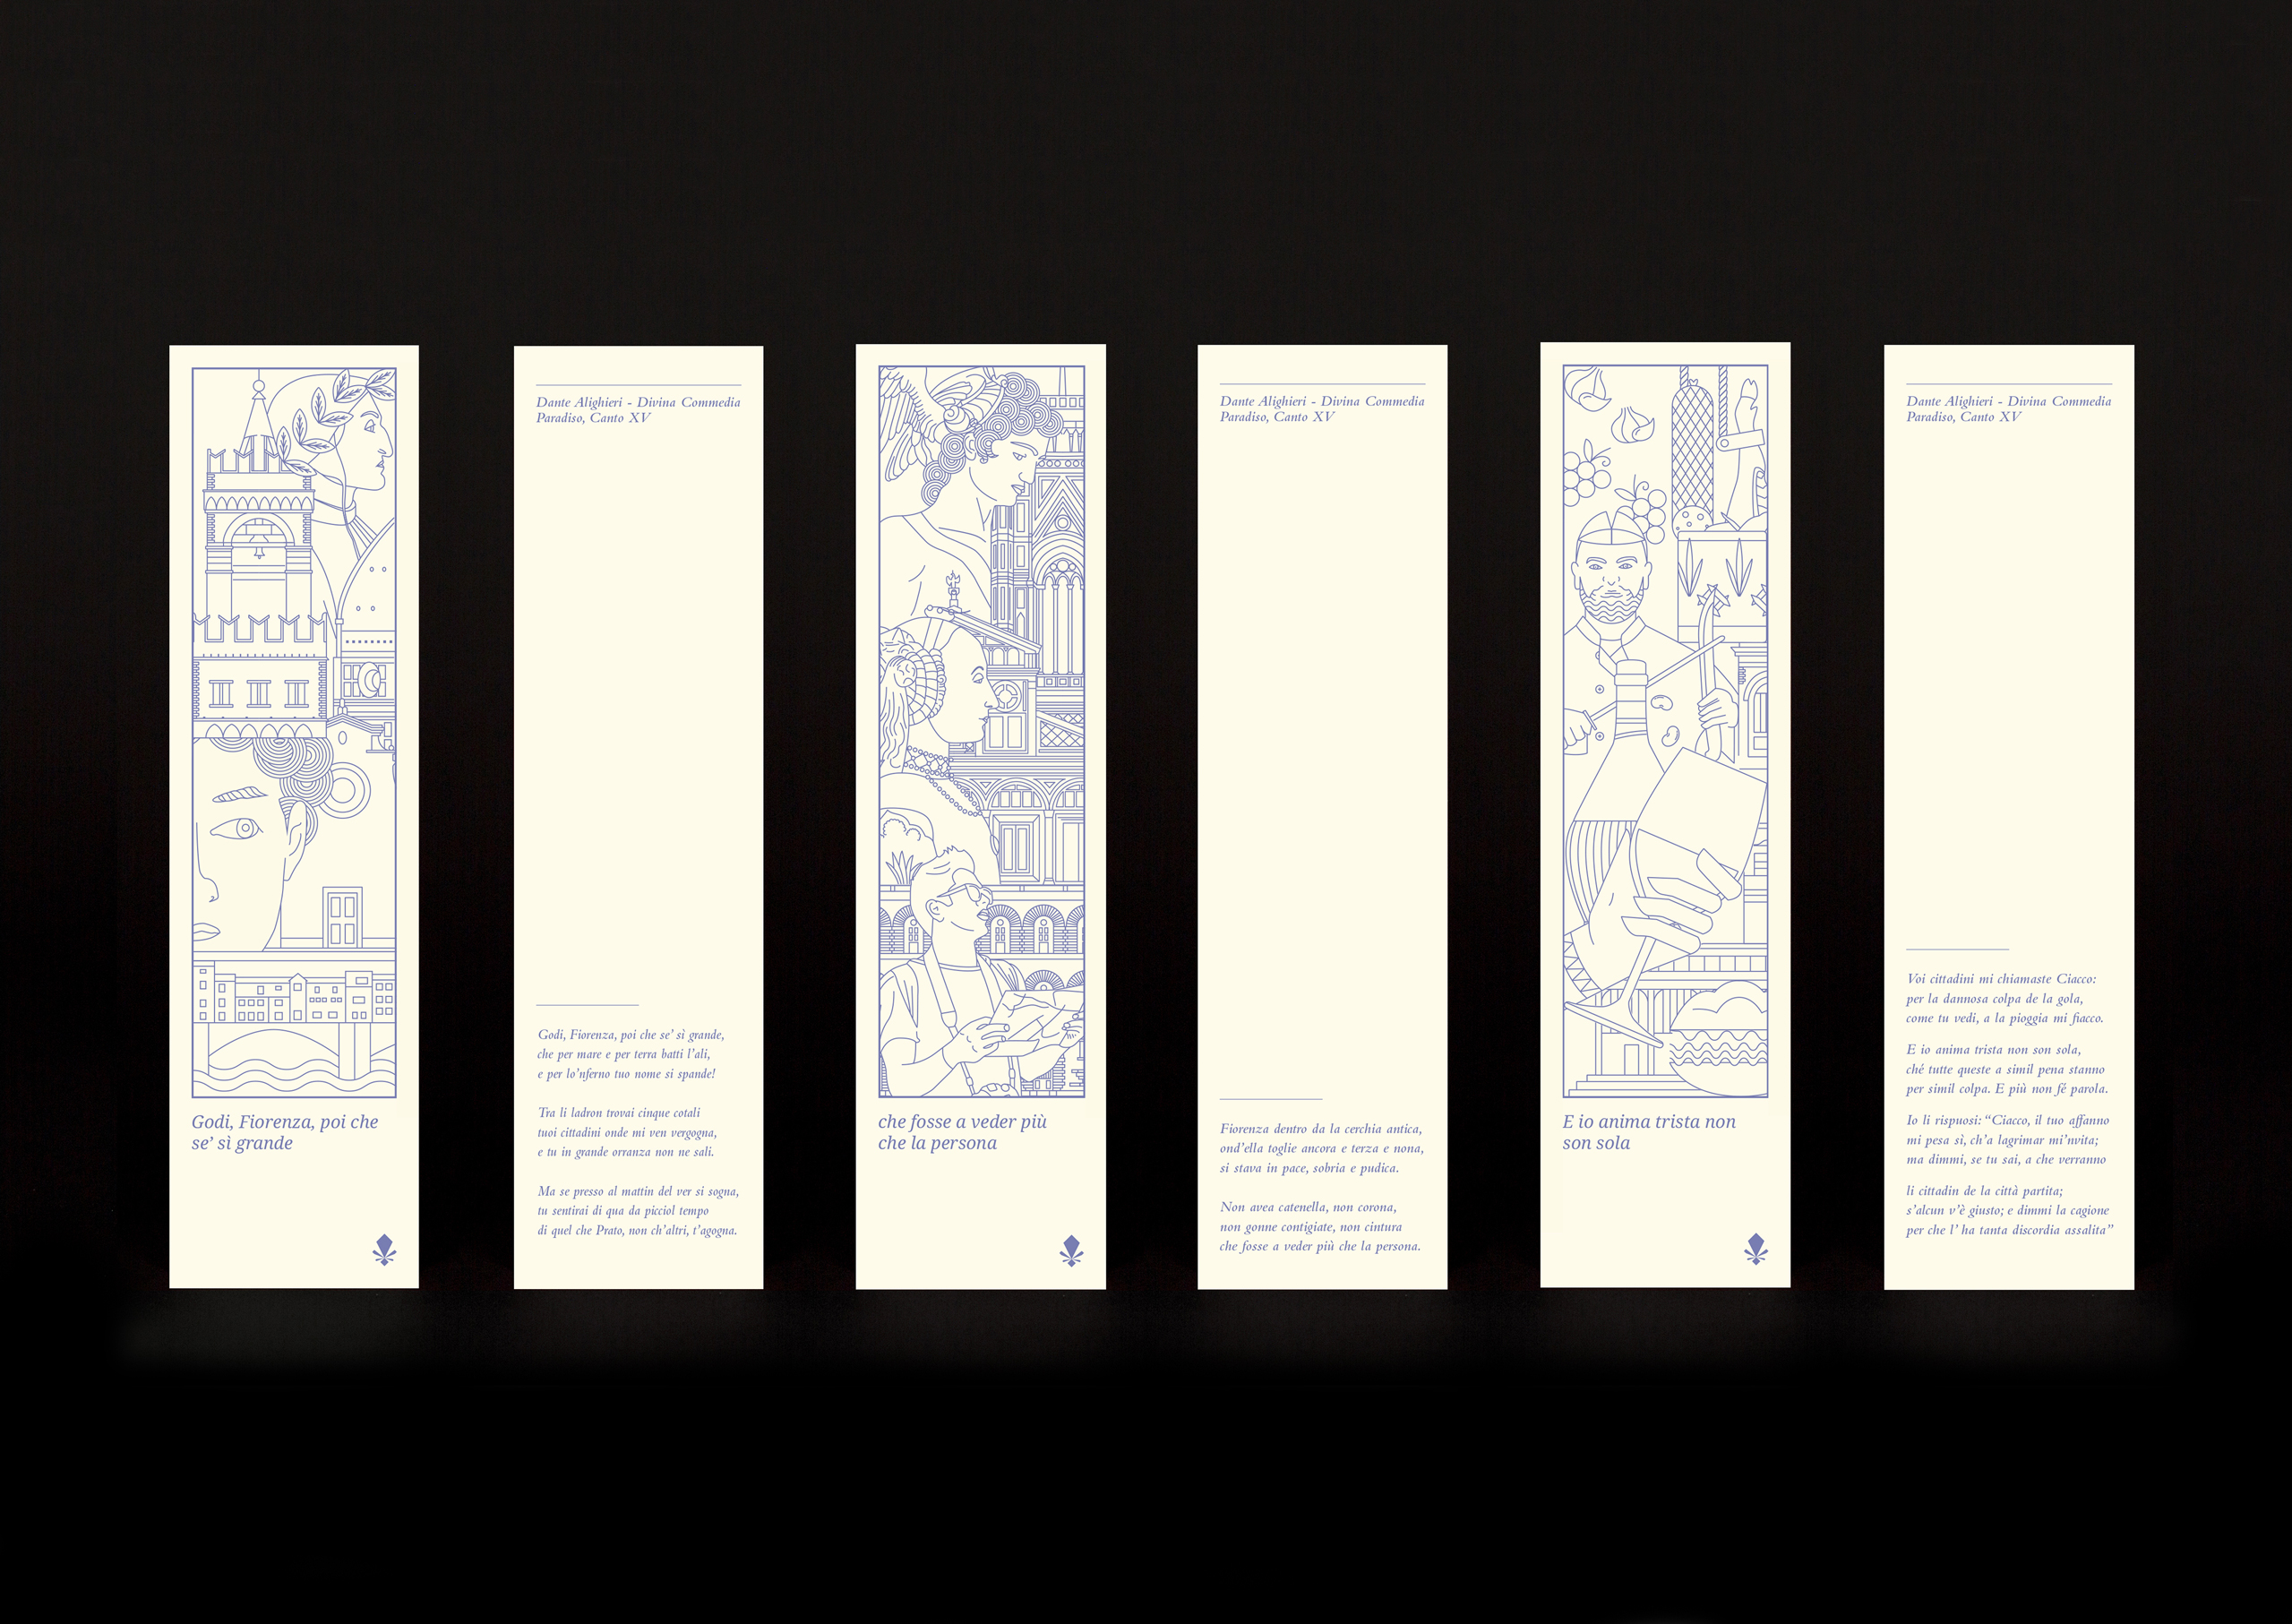 Godi, Fiorenza, poi che
se’ sì grande
Dante Alighieri - Divina Commedia
Paradiso, Canto XV
Godi, Fiorenza, poi che se’ sì grande,
che per mare e per terra batti l’ali,
e per lo’nferno tuo nome si spande!
Tra li ladron trovai cinque cotali
tuoi cittadini onde mi ven vergogna,
e tu in grande orranza non ne sali.
Ma se presso al mattin del ver si sogna,
tu sentirai di qua da picciol tempo
di quel che Prato, non ch’altri, t’agogna.
che fosse a veder più
che la persona
Dante Alighieri - Divina Commedia
Paradiso, Canto XV
Fiorenza dentro da la cerchia antica,
ond’ella toglie ancora e terza e nona,
si stava in pace, sobria e pudica.
Non avea catenella, non corona,
non gonne contigiate, non cintura
che fosse a veder più che la persona.
E io anima trista non
son sola
Dante Alighieri - Divina Commedia
Paradiso, Canto XV
Voi cittadini mi chiamaste Ciacco:
per la dannosa colpa de la gola,
come tu vedi, a la pioggia mi fiacco.
E io anima trista non son sola,
ché tutte queste a simil pena stanno
per simil colpa. E più non fé parola.
Io li rispuosi: “Ciacco, il tuo affanno
mi pesa sì, ch’a lagrimar mi’nvita;
ma dimmi, se tu sai, a che verranno
li cittadin de la città partita;
s’alcun v’è giusto; e dimmi la cagione
per che l’ ha tanta discordia assalita”